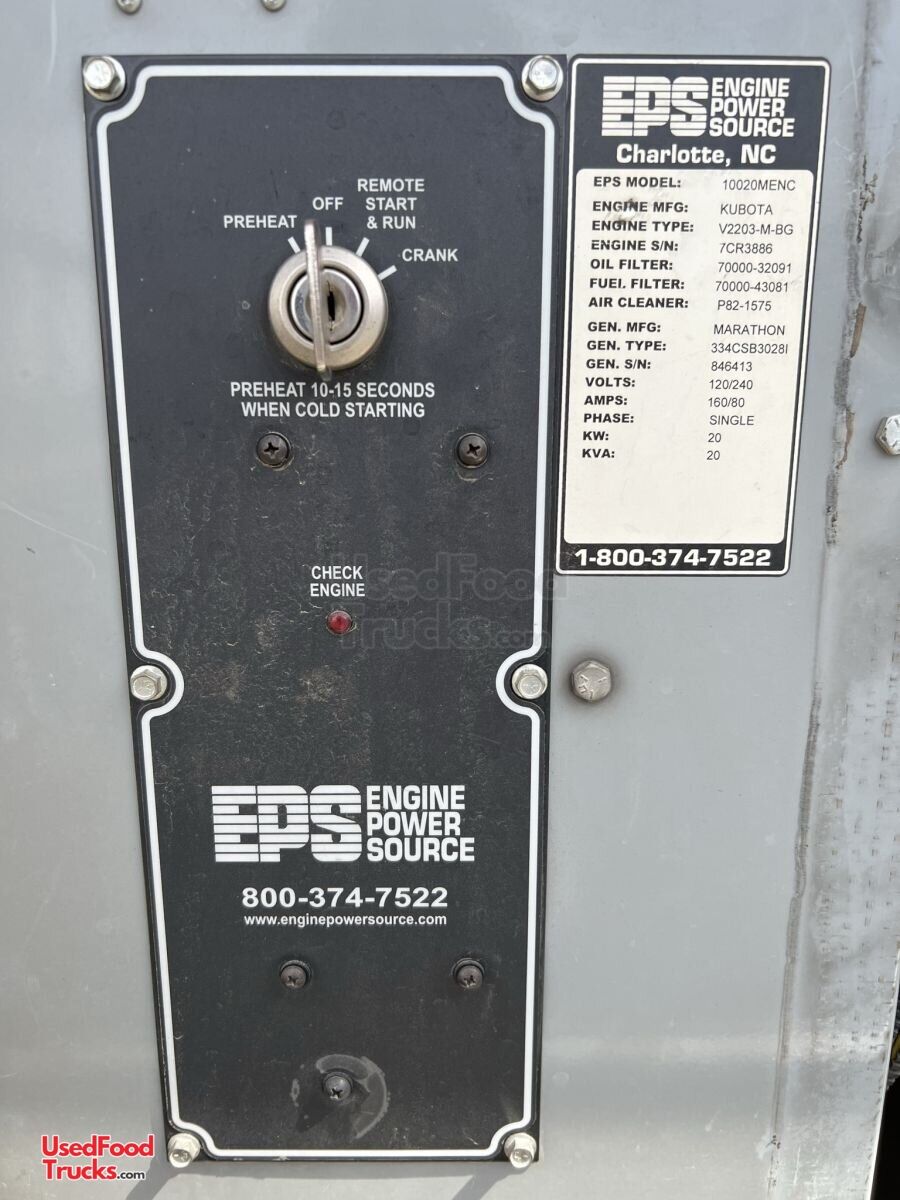 PREHEAT
OFF
REMOTE
START
& RUN
CRANK
PREHEAT 10-15 SECONDS
WHEN COLD STARTING
CHECK
ENGINE
EPS ENGINE
POWER
SOURCE
800-374-7522
www.enginepowersource.com
EPS ENGINE
POWER
SOURCE
Charlotte, NC
EPS MODEL: 10020MENC
ENGINE MFG: KUBOTA
ENGINE TYPE: V2203-M-BG
ENGINE S/N: 7CR3886
OIL FILTER: 70000-32091
FUEL FILTER: 70000-43081
AIR CLEANER: P82-1575
GEN. MFG: MARATHON
GEN. TYPE: 334CSB3028I
GEN. S/N: 846413
VOLTS: 120/240
AMPS: 160/80
PHASE: SINGLE
KW: 20
KVA: 20
1-800-374-7522
UsedFood
Trucks.com
UsedFood
Trucks.com